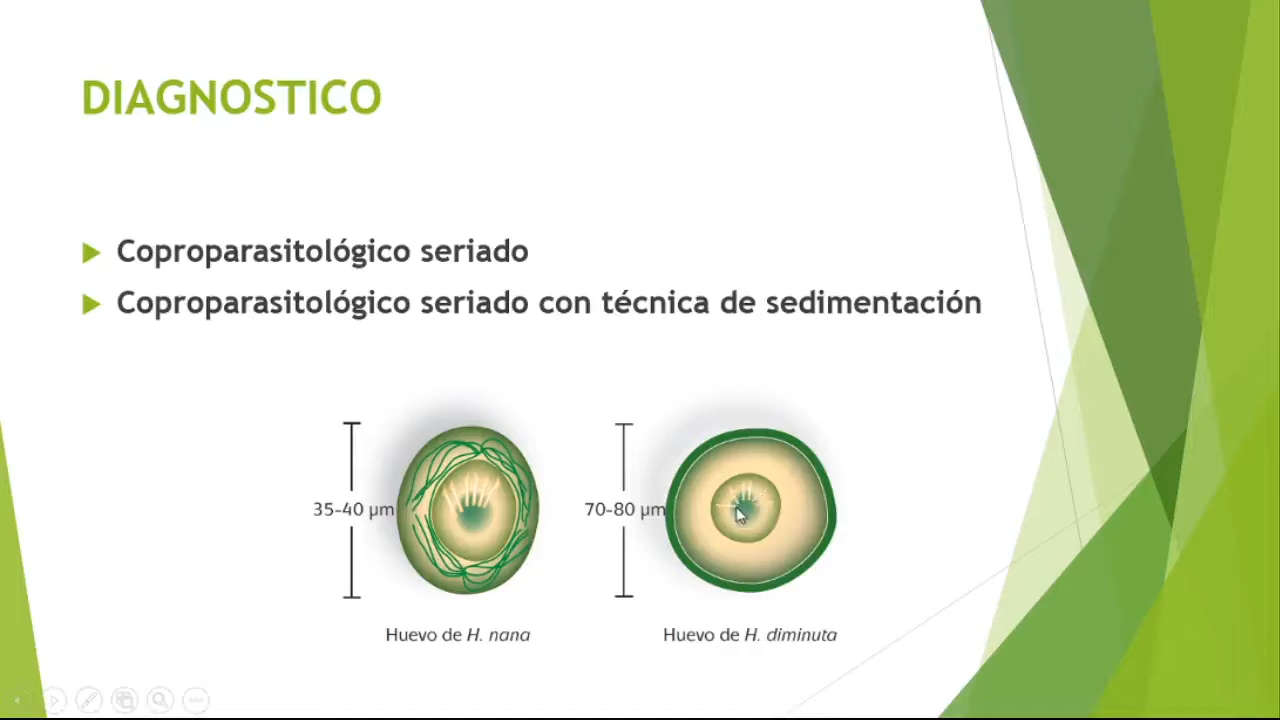 DIAGNOSTICO
Coproparasitológico seriado
Coproparasitológico seriado con técnica de sedimentación
35-40 µm
70-80 µm
Huevo de H. nana
Huevo de H. diminuta